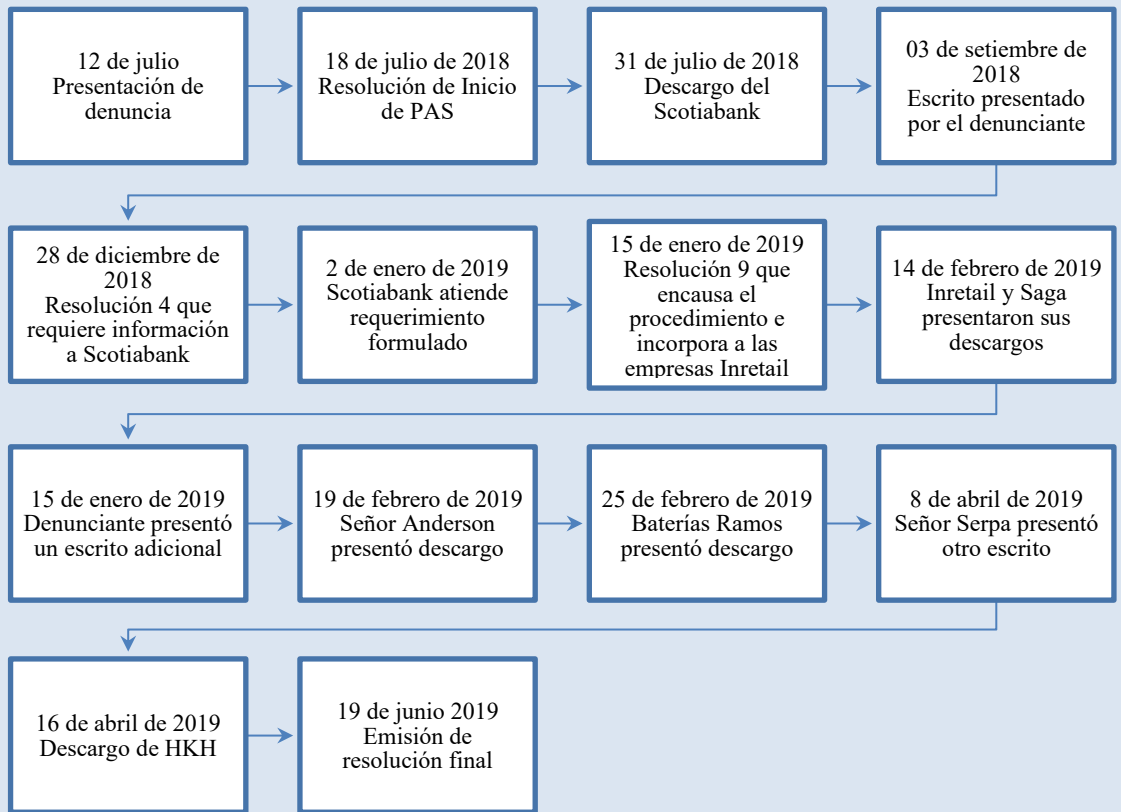 12 de julio
Presentación de
denuncia
18 de julio de 2018
Resolución de Inicio
de PAS
31 de julio de 2018
Descargo del
Scotiabank
03 de setiembre de
2018
Escrito presentado
por el denunciante
28 de diciembre de
2018
Resolución 4 que
requiere información
a Scotiabank
2 de enero de 2019
Scotiabank atiende
requerimiento
formulado
15 de enero de 2019
Resolución 9 que
encausa el
procedimiento e
incorpora a las
empresas Inretail
14 de febrero de 2019
Inretail y Saga
presentaron sus
descargos
15 de enero de 2019
Denunciante presentó
un escrito adicional
19 de febrero de 2019
Señor Anderson
presentó descargo
25 de febrero de 2019
Baterías Ramos
presentó descargo
8 de abril de 2019
Señor Serpa presentó
otro escrito
16 de abril de 2019
Descargo de HKH
19 de junio 2019
Emisión de
resolución final